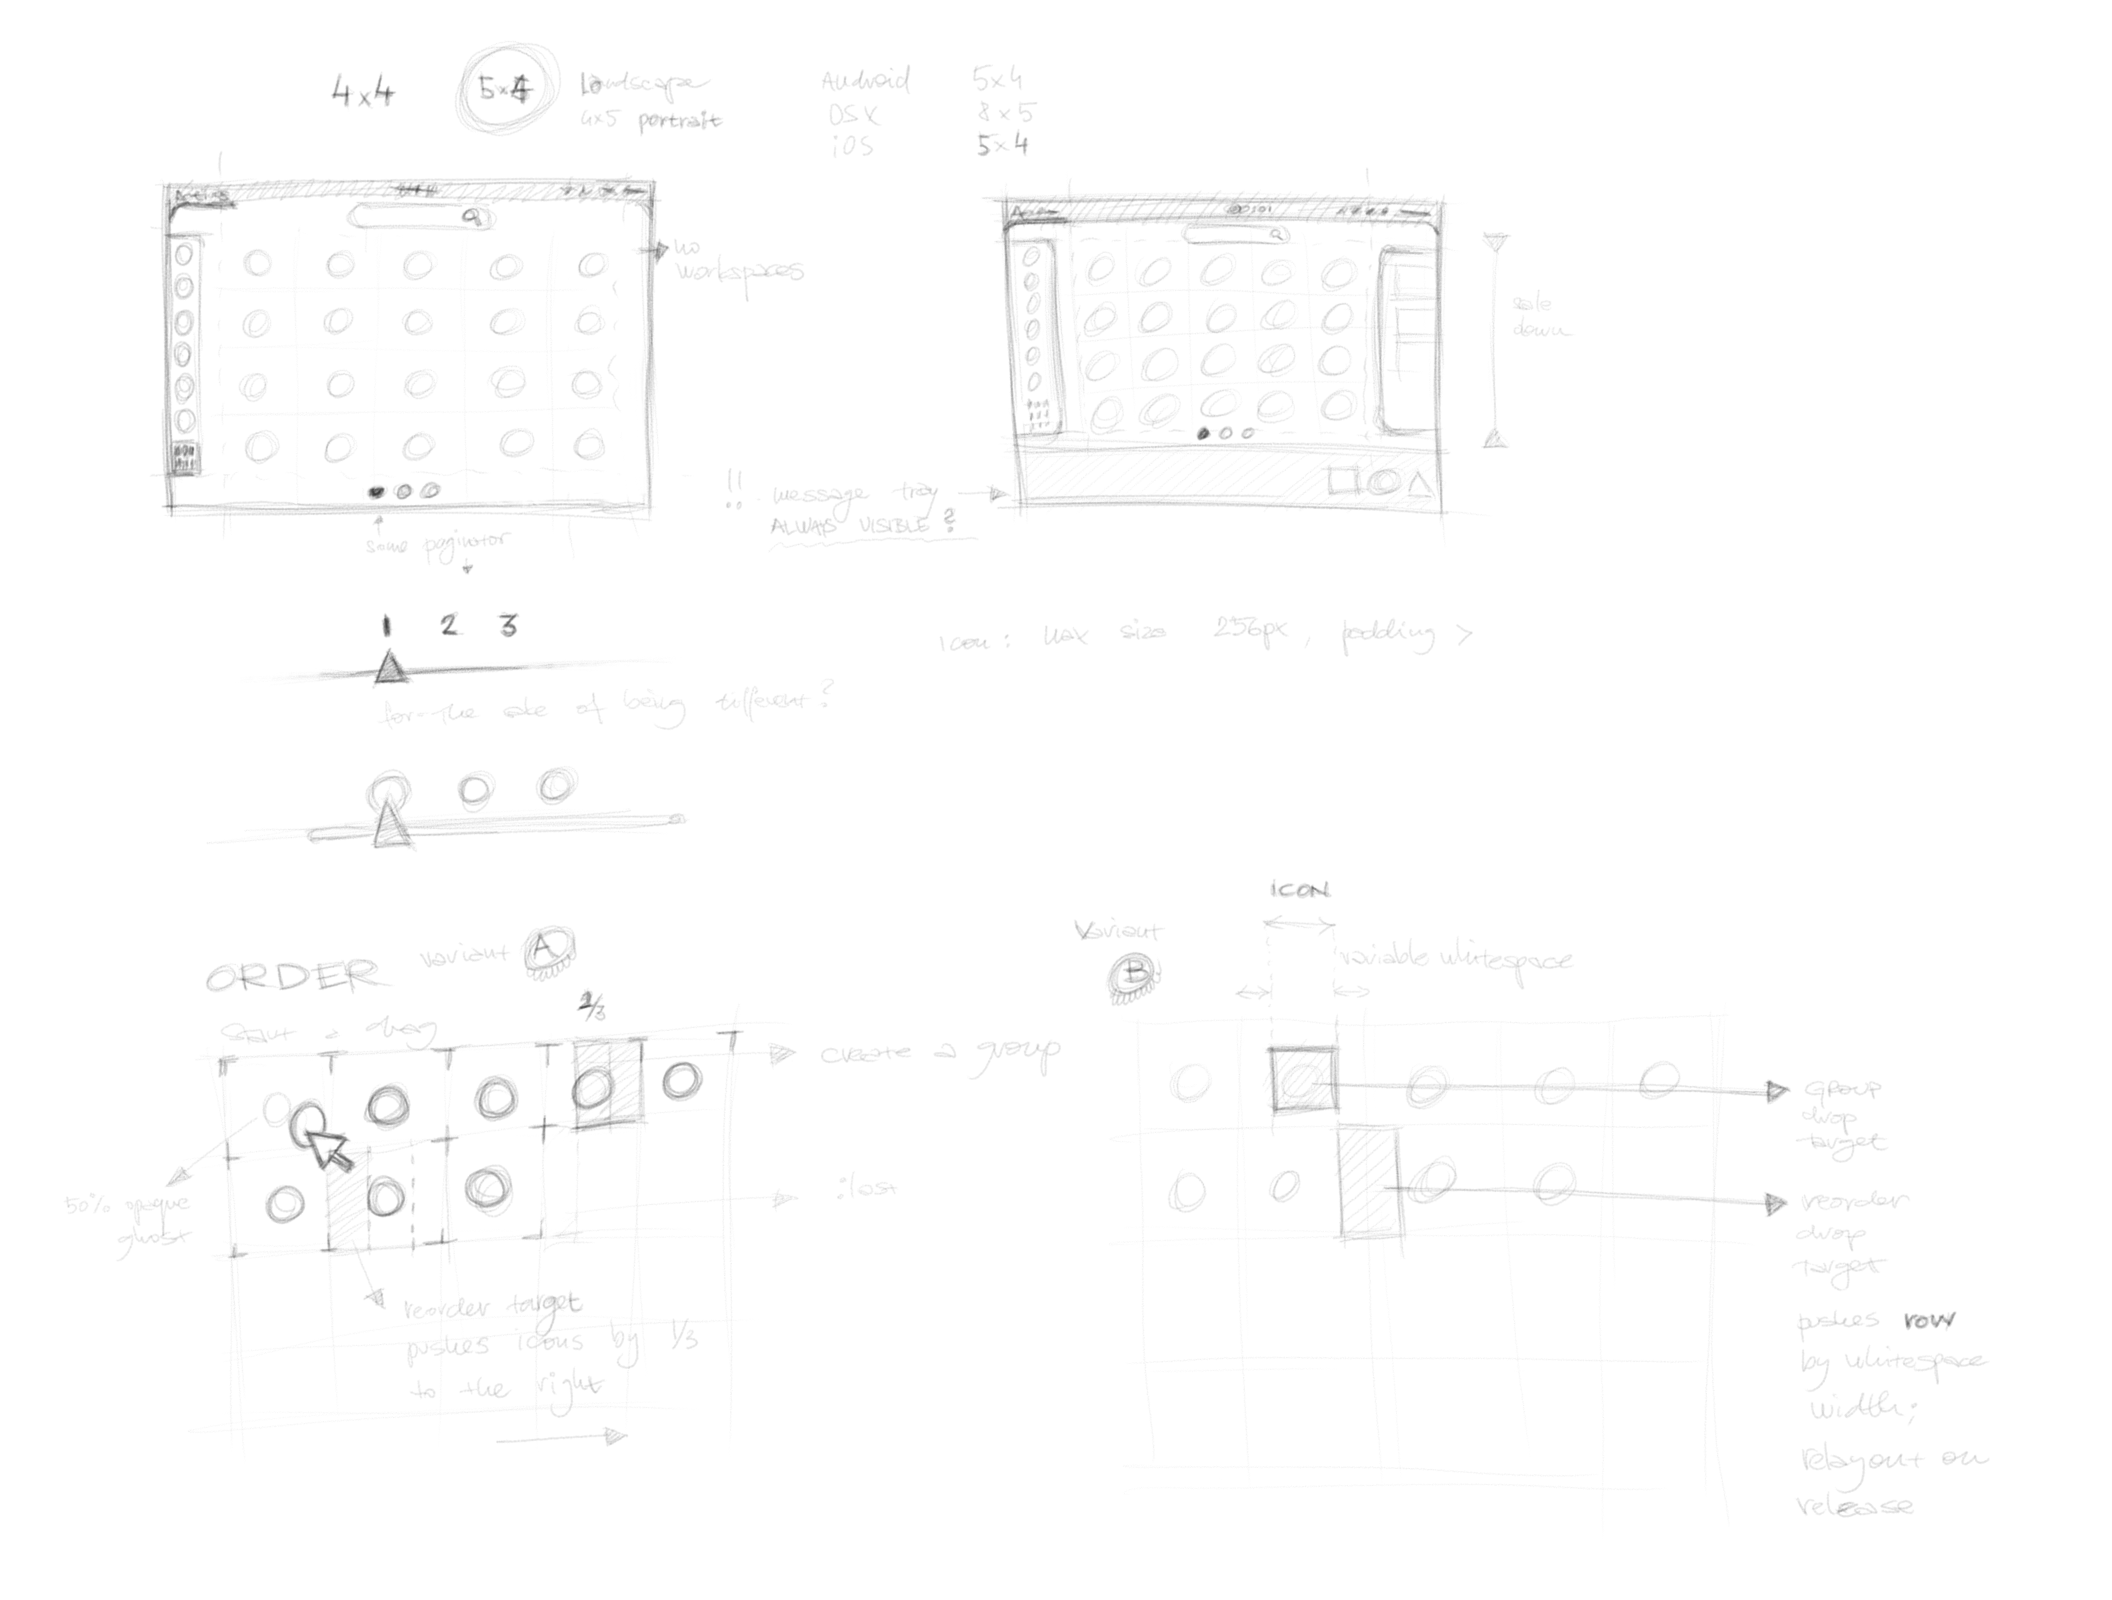 4x4
5x4
landscape
4x5 portrait
Android 5x4
OSX 8x5
iOS 5x4
no
workspaces
scale
down
!! message tray
ALWAYS VISIBLE?
some paginator
1 2 3
icon: max size 256px, padding >
for the sake of being different?
ORDER variant A
start a drag
2/3
create a group
:last
50% opaque
ghost
reorder target
pushes icons by 1/3
to the right
ICON
Variant
B
variable whitespace
GROUP
drop
target
reorder
drop
target
pushes row
by whitespace
width;
relayout on
release